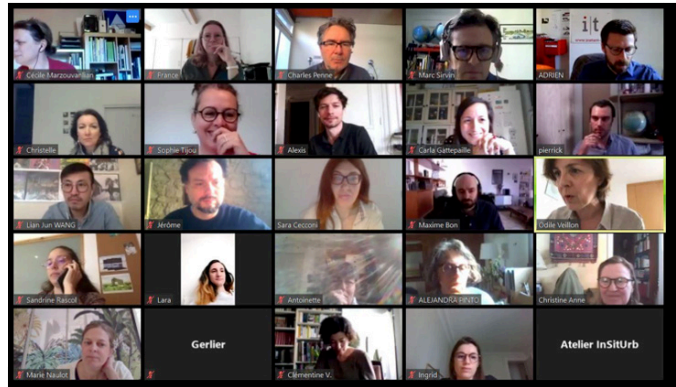 Cécile Marzouvanlian
France
Charles Penne
Marc Sirvin
i|t
ADRIEN
Christelle
Sophie Tijou
Alexis
Carla Gattepaille
pierrick
Lian Jun WANG
Jérôme
Sara Cecconi
Maxime Bon
Odile Veillon
Sandrine Rascol
Lara
Antoinette
ALEJANDRA PINTO
Christine Anne
Marie Naulot
Gerlier
Clémentine V.
Ingrid
Atelier InSitUrb